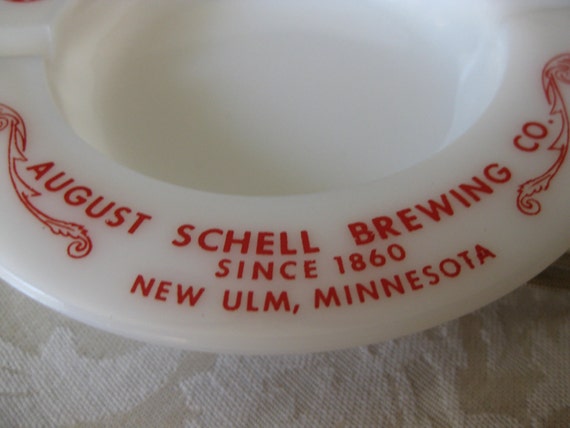 AUGUST SCHELL BREWING CO.
SINCE 1860
NEW ULM, MINNESOTA